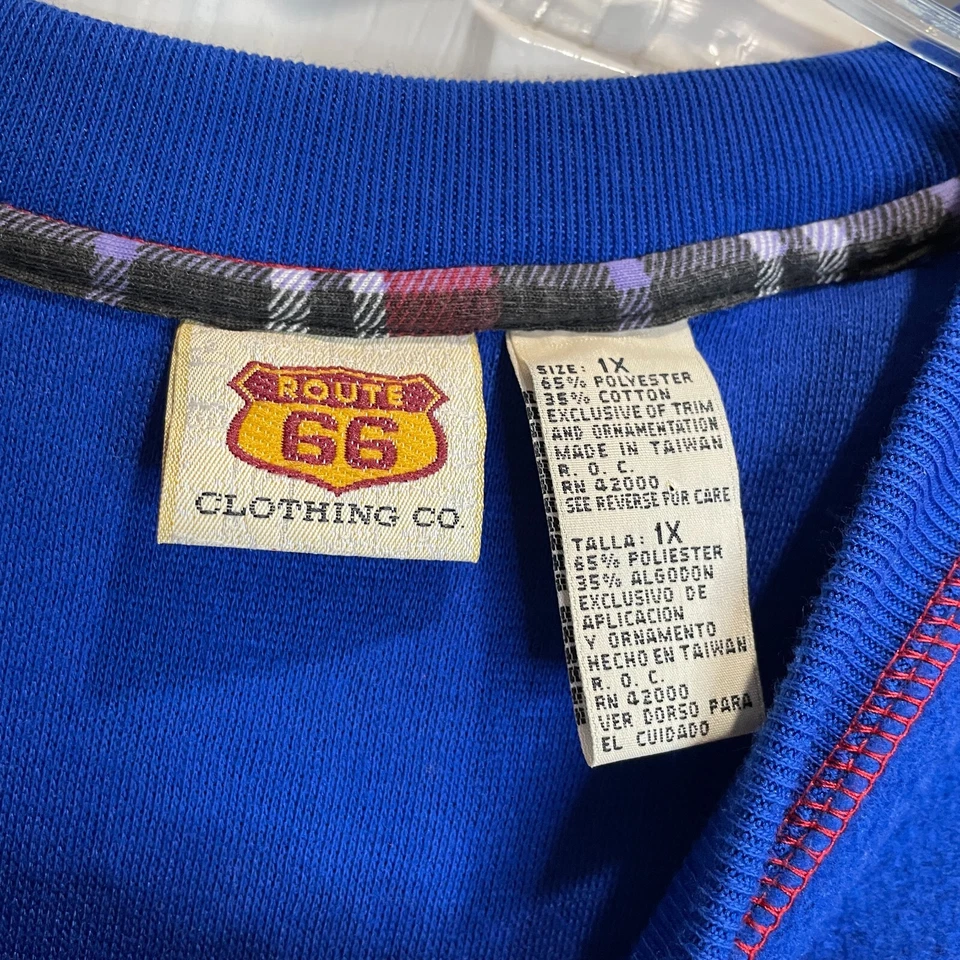 ROUTE
66
CLOTHING CO.
SIZE: 1X
65% POLYESTER
35% COTTON
EXCLUSIVE OF TRIM
AND ORNAMENTATION
MADE IN TAIWAN
R. O. C.
RN 42000
SEE REVERSE FOR CARE
TALLA: 1X
65% POLIESTER
35% ALGODON
EXCLUSIVO DE
APLICACION
Y ORNAMENTO
HECHO EN TAIWAN
R. O. C.
RN 42000
VER DORSO PARA
EL CUIDADO